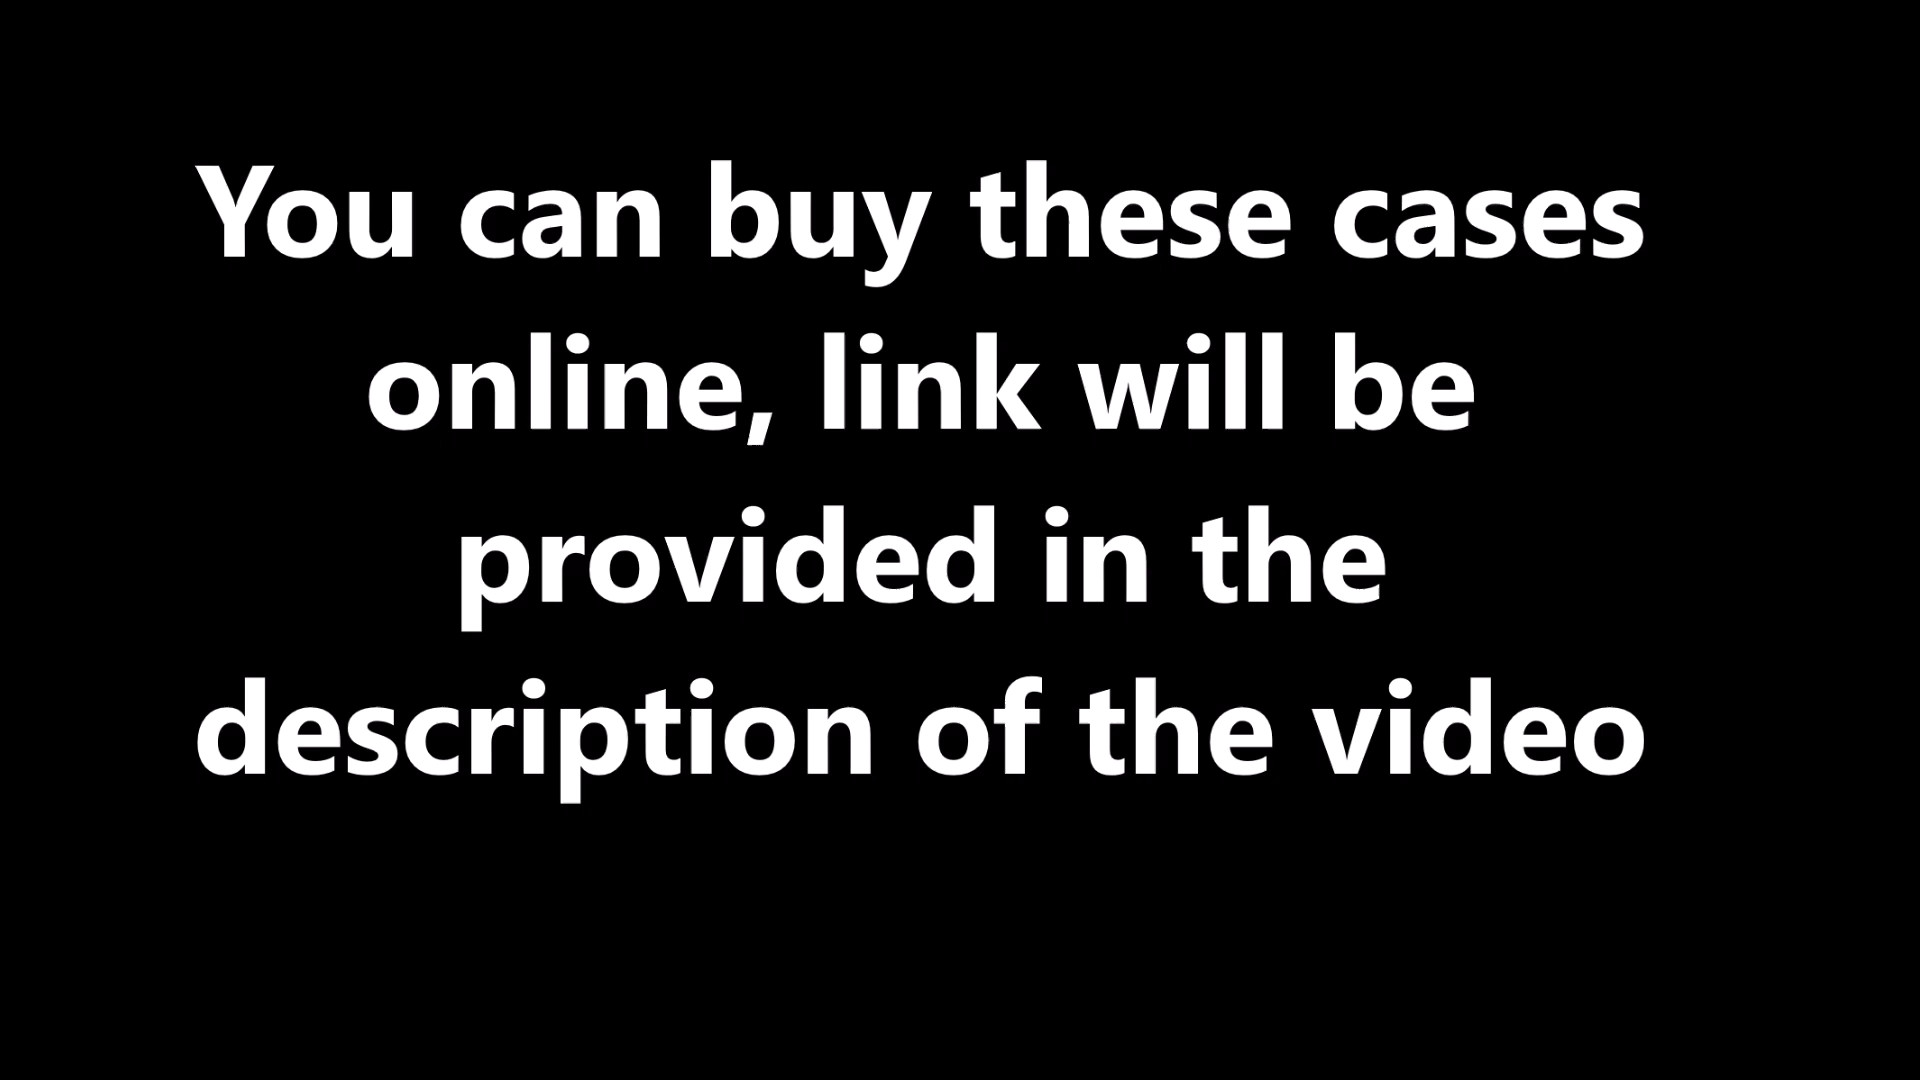 You can buy these cases
online, link will be
provided in the
description of the video